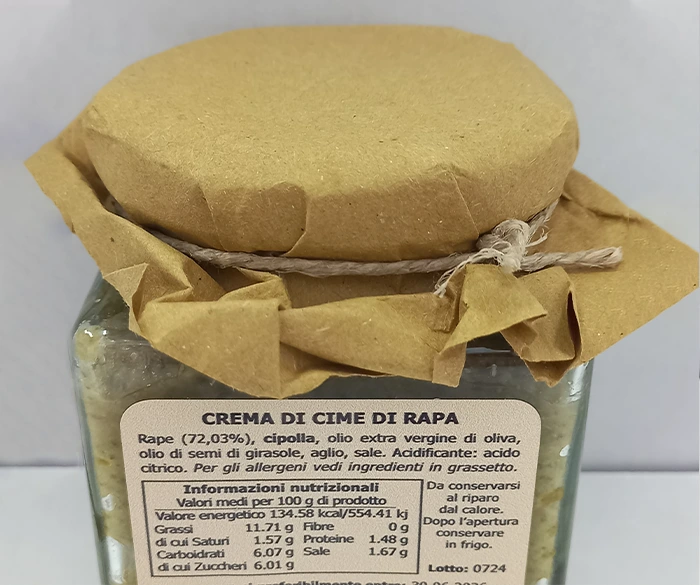 CREMA DI CIME DI RAPA
Rape (72,03%), cipolla, olio extra vergine di oliva,
olio di semi di girasole, aglio, sale. Acidificante: acido
citrico. Per gli allergeni vedi ingredienti in grassetto.
Informazioni nutrizionali
Valori medi per 100 g di prodotto
Valore energetico 134.58 kcal/554.41 kj
Grassi 11.71 g Fibre 0 g
di cui Saturi 1.57 g Proteine 1.48 g
Carboidrati 6.07 g Sale 1.67 g
di cui Zuccheri 6.01 g
Da conservarsi
al riparo
dal calore.
Dopo l'apertura
conservare
in frigo.
Lotto: 0724